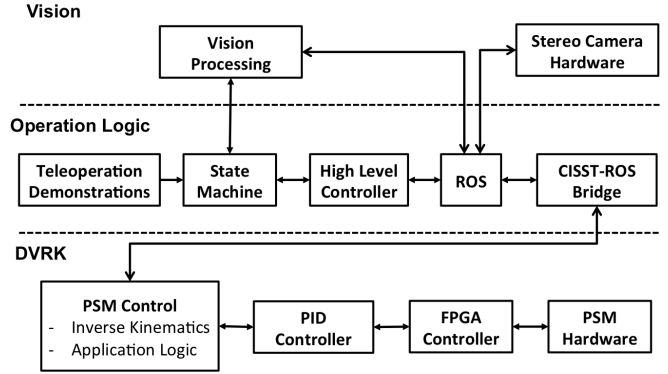 Vision
Vision
Processing
Stereo Camera
Hardware
Operation Logic
Teleoperation
Demonstrations
State
Machine
High Level
Controller
ROS
CISST-ROS
Bridge
DVRK
PSM Control
- Inverse Kinematics
- Application Logic
PID
Controller
FPGA
Controller
PSM
Hardware